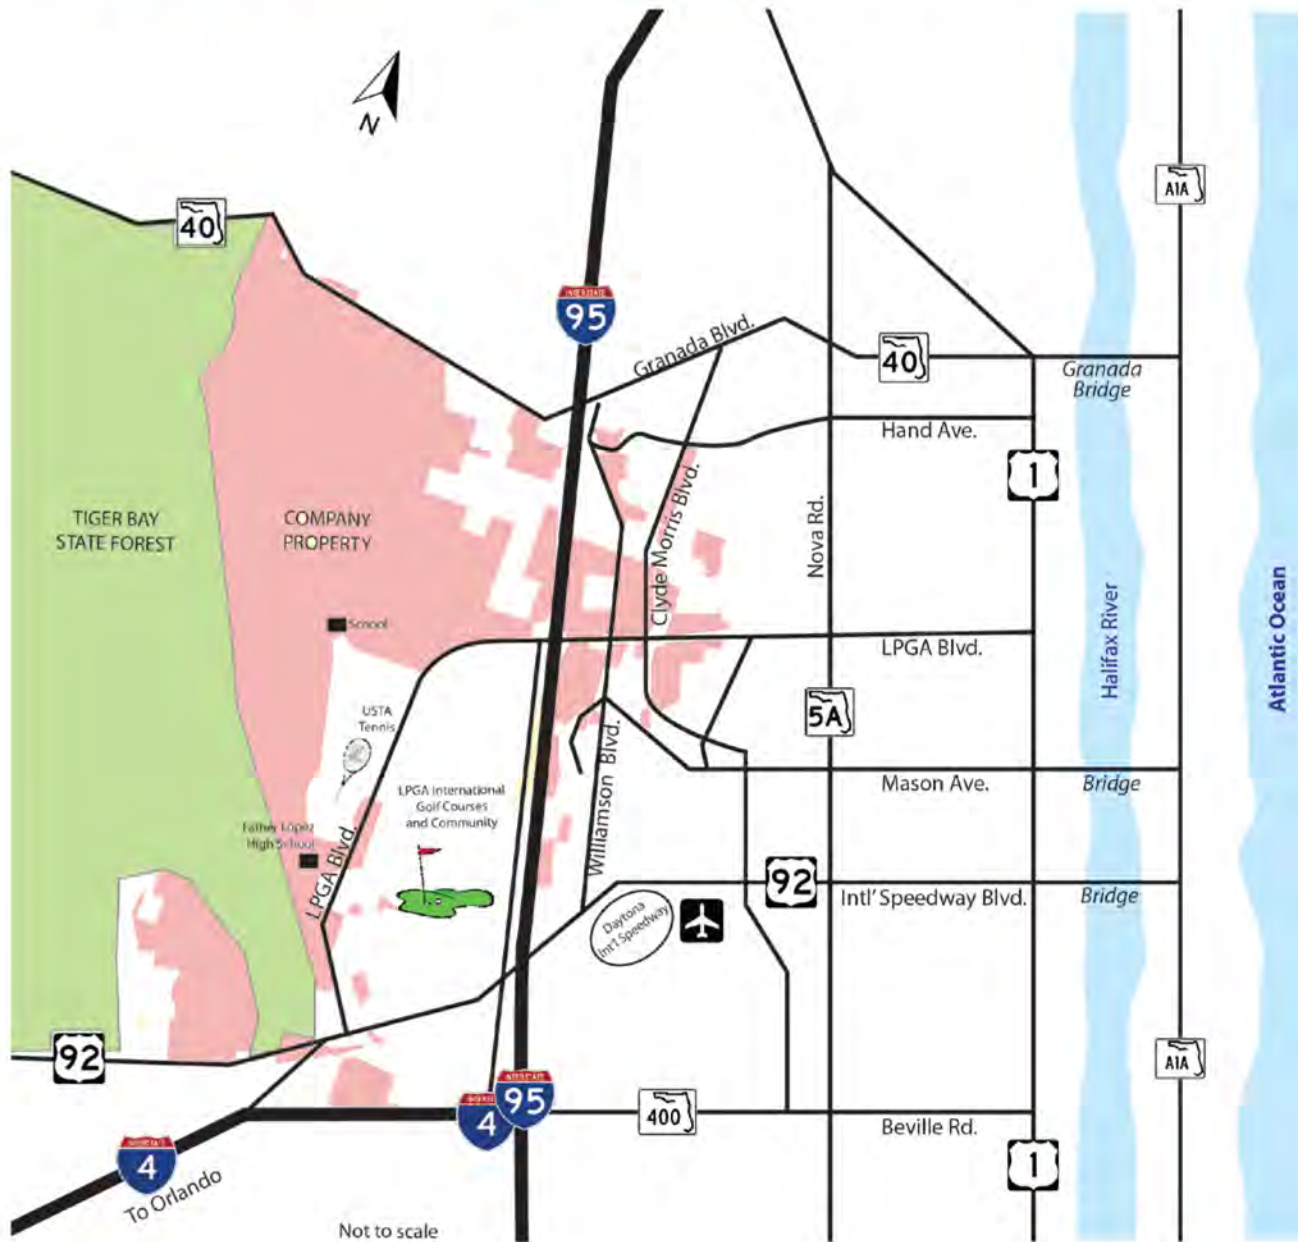 N
A1A
40
INTERSTATE
95
Granada Blvd.
40
Granada
Bridge
Hand Ave.
1
TIGER BAY
STATE FOREST
COMPANY
PROPERTY
Clyde Morris Blvd.
Nova Rd.
School
LPGA Blvd.
Halifax River
Atlantic Ocean
USTA
Tennis
5A
LPGA International
Golf Courses
and Community
Mason Ave.
Bridge
Williamson Blvd.
Father Lopez
High School
LPGA Blvd.
92
Intl' Speedway Blvd.
Bridge
Daytona
Int'l Speedway
92
A1A
INTERSTATE
95
4
400
Beville Rd.
INTERSTATE
4
1
To Orlando
Not to scale